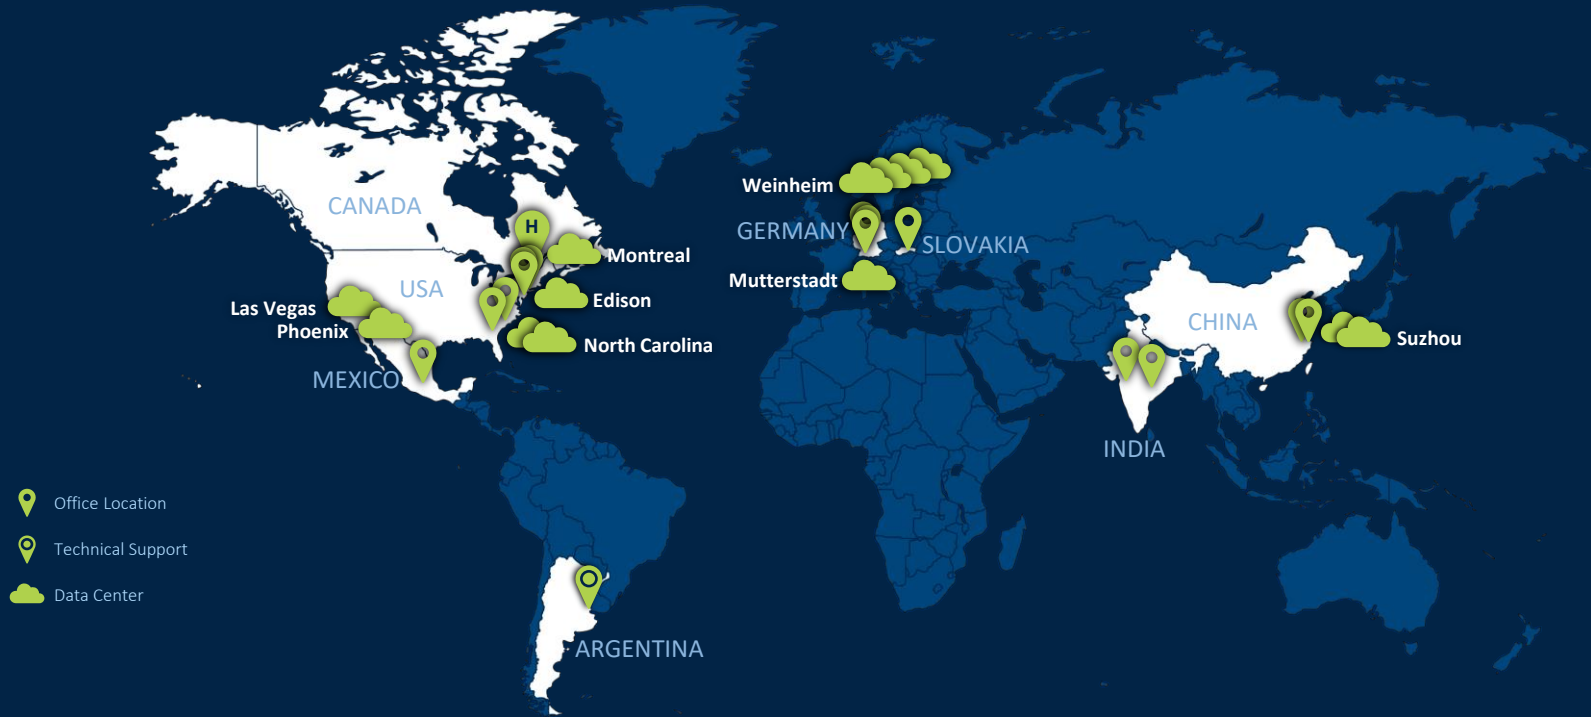 CANADA
H
Montreal
USA
Edison
Las Vegas
Phoenix
North Carolina
MEXICO
Weinheim
GERMANY
SLOVAKIA
Mutterstadt
CHINA
Suzhou
INDIA
Office Location
Technical Support
Data Center
ARGENTINA